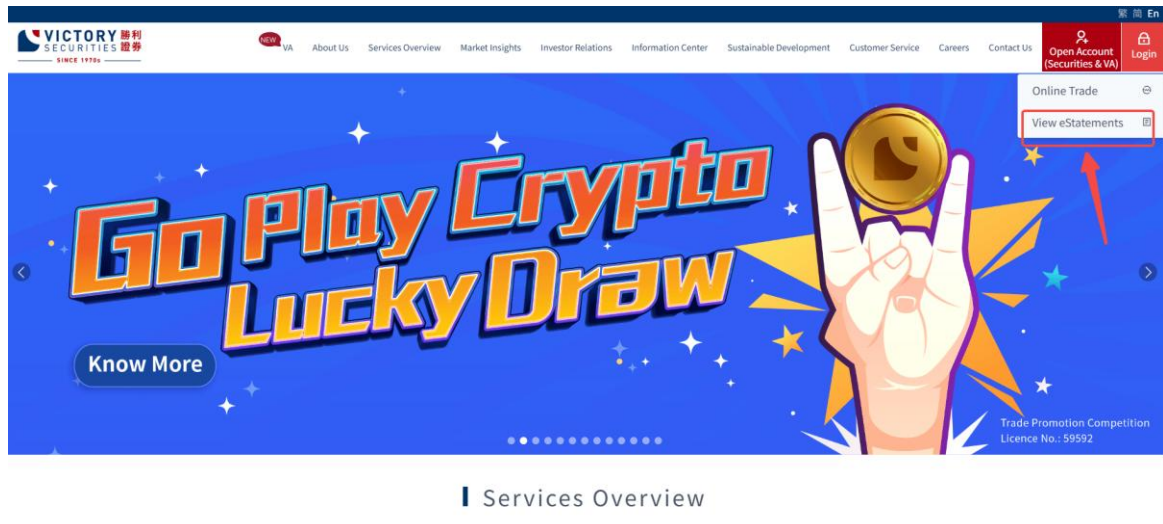 繁 简 En
VICTORY 勝利
SECURITIES 證券
SINCE 1970s
NEW VA About Us Services Overview Market Insights Investor Relations Information Center Sustainable Development Customer Service Careers Contact Us
Open Account
(Securities & VA)
Login
Online Trade
View eStatements
Go Play Crypto
Lucky Draw
Know More
Trade Promotion Competition
Licence No.: 59592
Services Overview